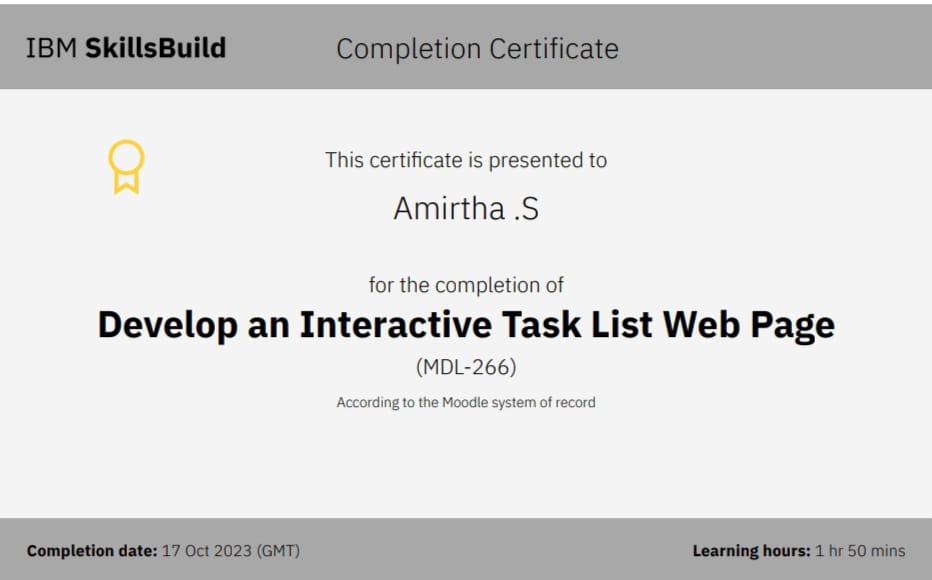 IBM SkillsBuild
Completion Certificate
This certificate is presented to
Amirtha .S
for the completion of
Develop an Interactive Task List Web Page
(MDL-266)
According to the Moodle system of record
Completion date: 17 Oct 2023 (GMT)
Learning hours: 1 hr 50 mins